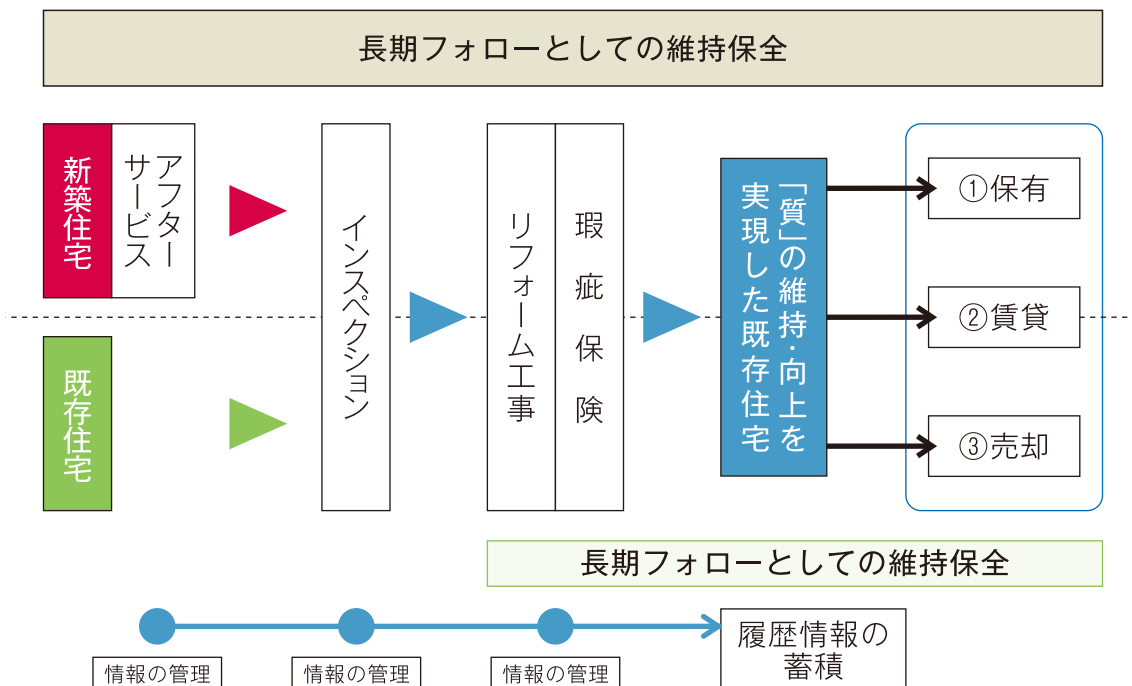 長期フォローとしての維持保全
新築住宅
アフター
サービス
既存住宅
インスペクション
リフォーム工事
瑕疵保険
「質」の維持・向上を
実現した既存住宅
①保有
②賃貸
③売却
長期フォローとしての維持保全
情報の管理
情報の管理
情報の管理
履歴情報の
蓄積